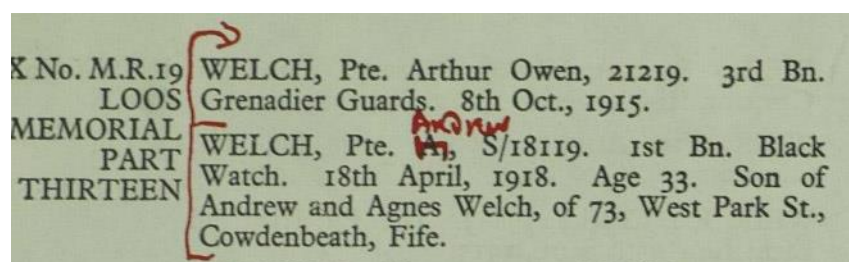 X No. M.R.19
LOOS
MEMORIAL
PART
THIRTEEN
WELCH, Pte. Arthur Owen, 21219. 3rd Bn.
Grenadier Guards. 8th Oct., 1915.
ANDREW
WELCH, Pte. A., S/18119. 1st Bn. Black
Watch. 18th April, 1918. Age 33. Son of
Andrew and Agnes Welch, of 73, West Park St.,
Cowdenbeath, Fife.